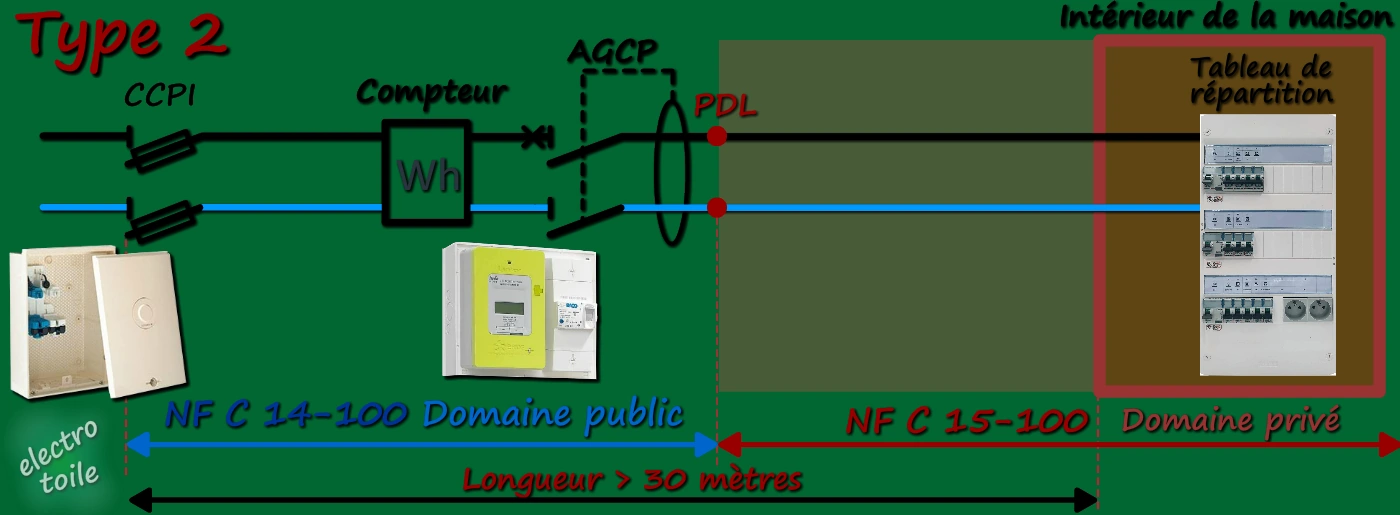 Type 2
Intérieur de la maison
AGCP
CCPI
Compteur
PDL
Tableau de
répartition
Wh
NF C 14-100 Domaine public
NF C 15-100
Domaine privé
electro
toile
Longueur > 30 mètres